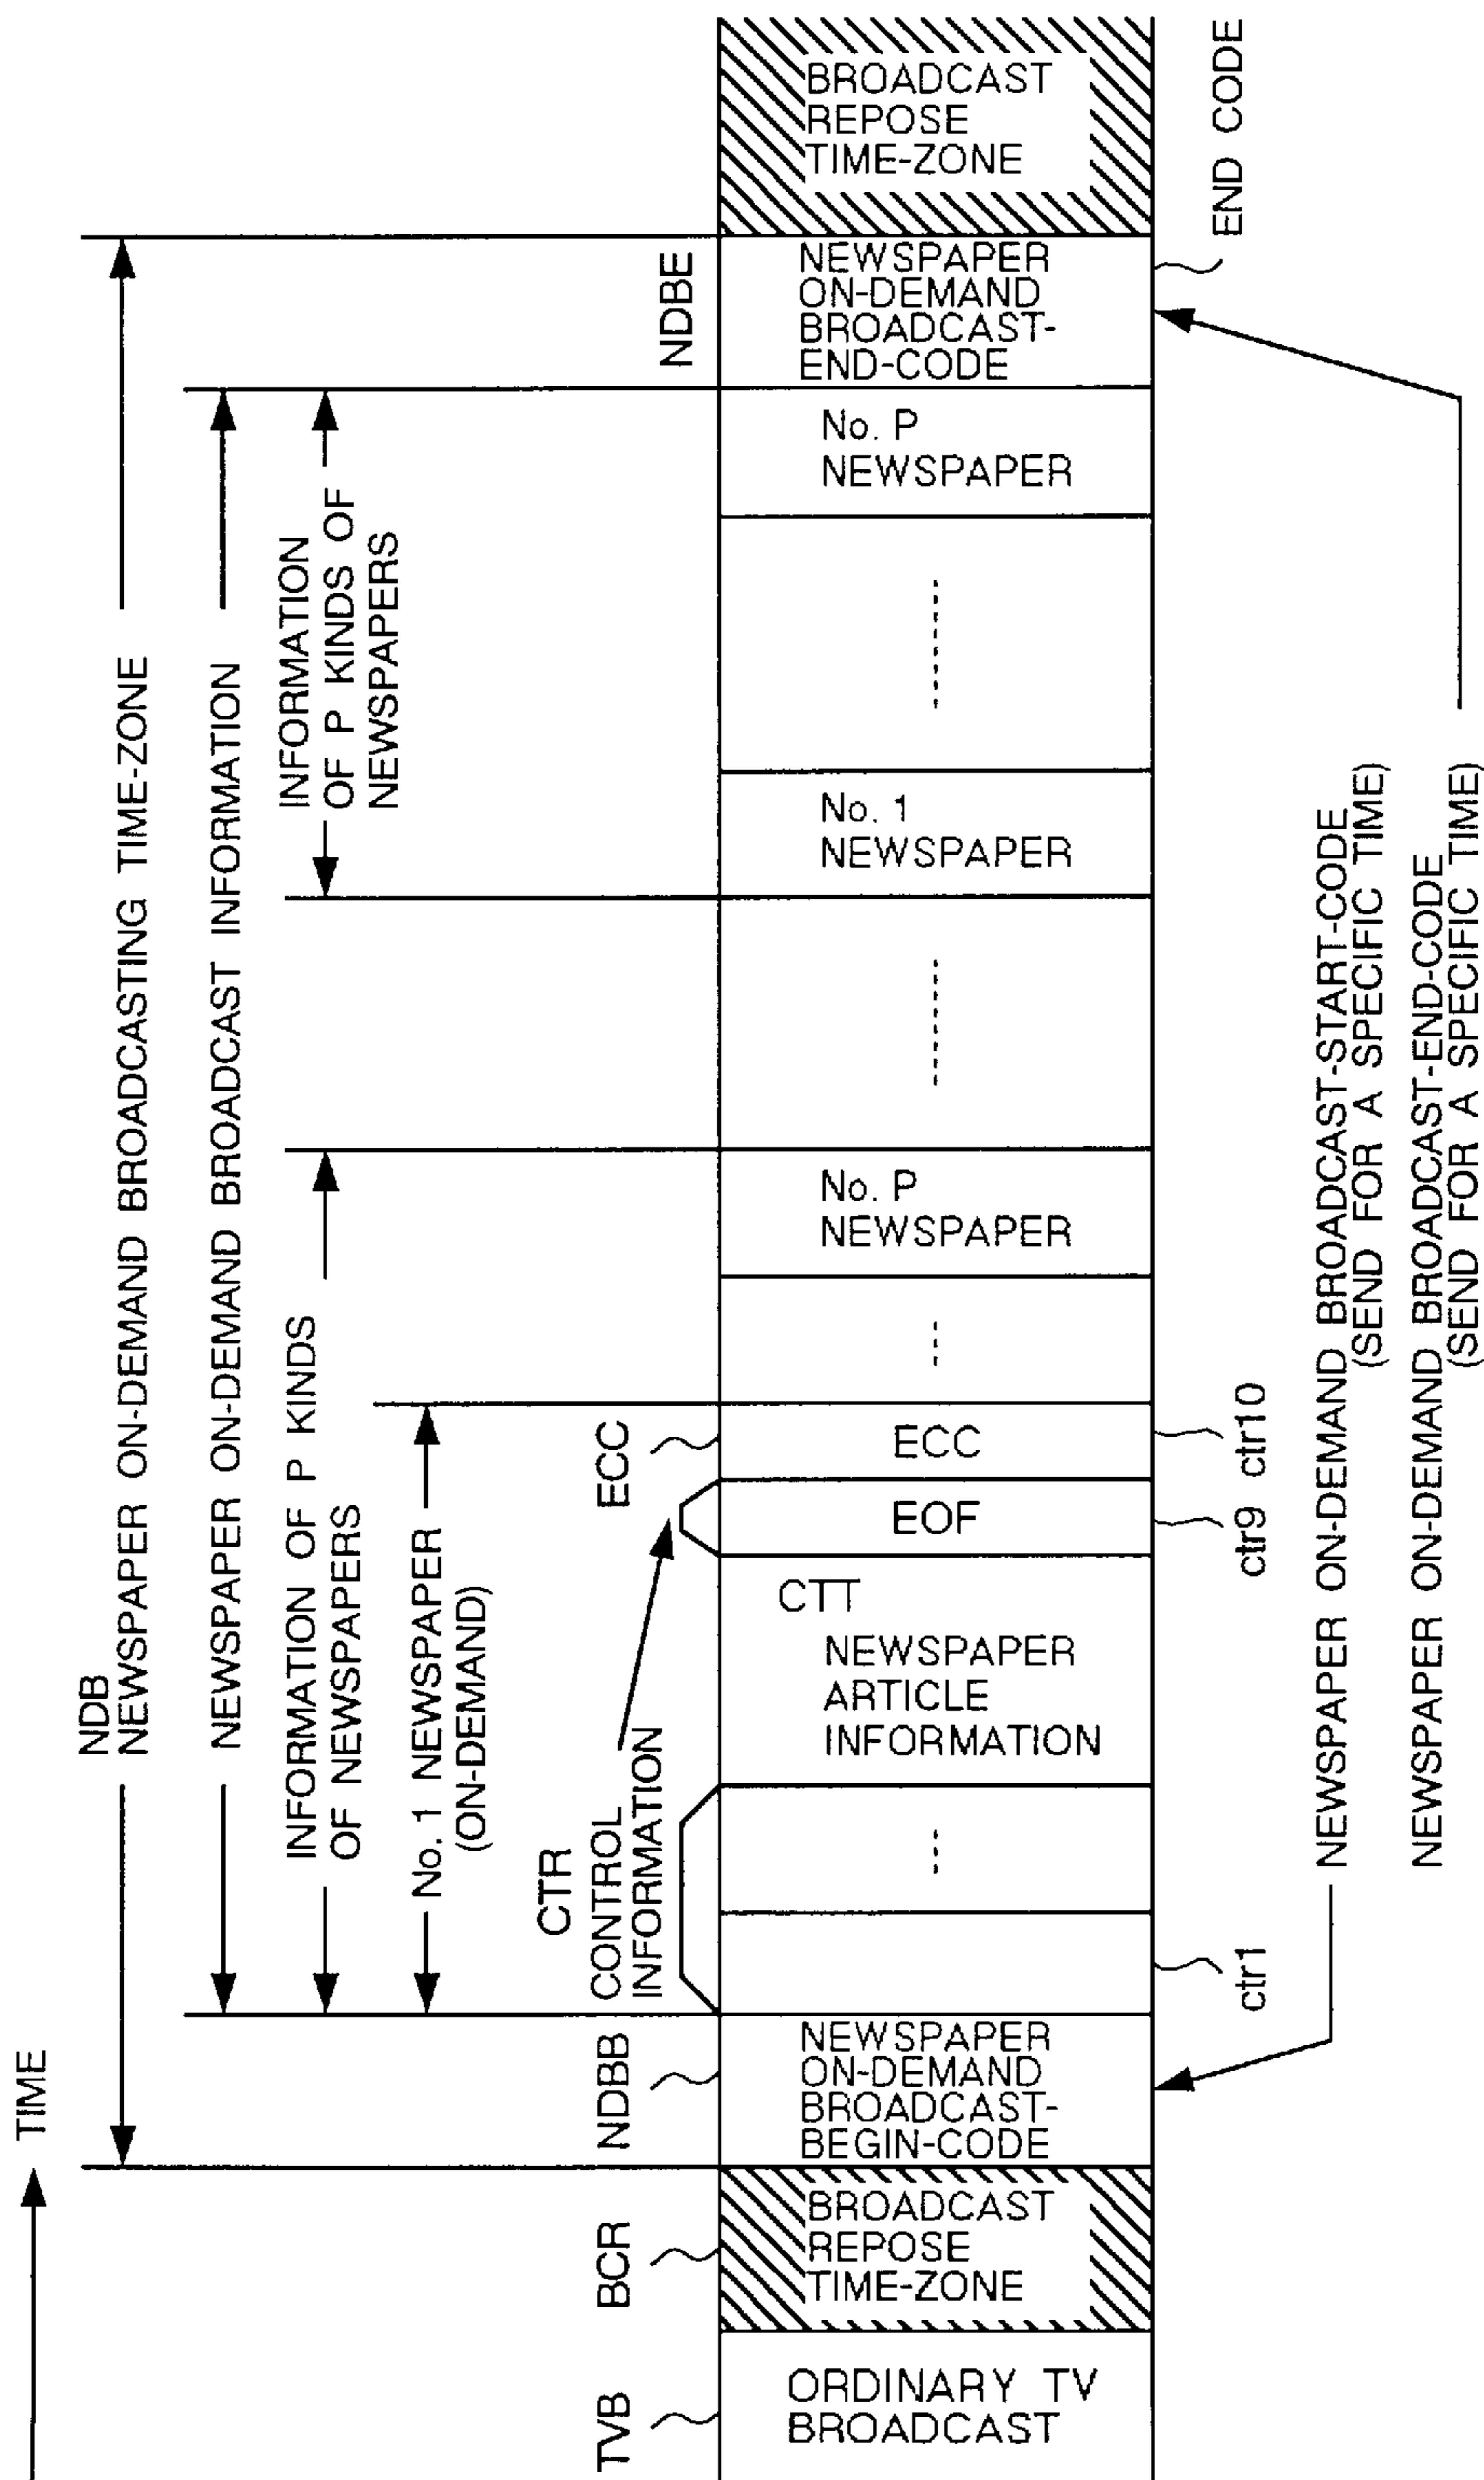 TIME
NDB
NEWSPAPER ON-DEMAND BROADCASTING TIME-ZONE
NEWSPAPER ON-DEMAND BROADCAST INFORMATION
INFORMATION OF P KINDS
OF NEWSPAPERS
INFORMATION
OF P KINDS OF
NEWSPAPERS
No. 1 NEWSPAPER
(ON-DEMAND)
CTR
CONTROL
INFORMATION
TVB
BCR
NDBB
ECC
NDBE
ORDINARY TV
BROADCAST
BROADCAST
REPOSE
TIME-ZONE
NEWSPAPER
ON-DEMAND
BROADCAST-
BEGIN-CODE
CTT
NEWSPAPER
ARTICLE
INFORMATION
EOF
ECC
No. P
NEWSPAPER
No. 1
NEWSPAPER
No. P
NEWSPAPER
NEWSPAPER
ON-DEMAND
BROADCAST-
END-CODE
BROADCAST
REPOSE
TIME-ZONE
ctr1
ctr9
ctr10
END CODE
NEWSPAPER ON-DEMAND BROADCAST-START-CODE
(SEND FOR A SPECIFIC TIME)
NEWSPAPER ON-DEMAND BROADCAST-END-CODE
(SEND FOR A SPECIFIC TIME)